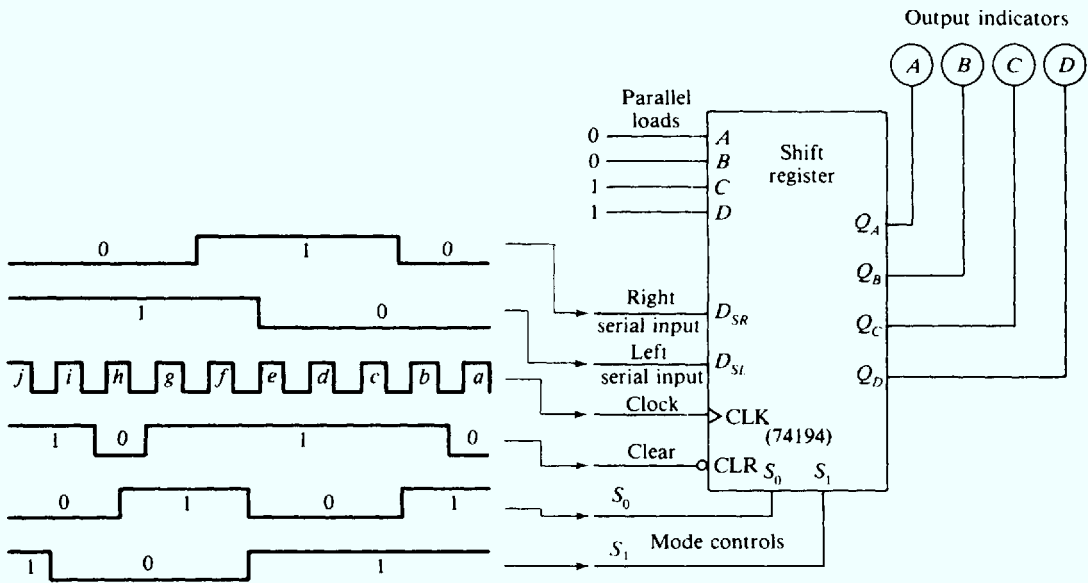 Output indicators
A B C D
Parallel
loads
0 A
0 B
1 C
1 D
Shift
register
Q_A
Q_B
Q_C
Q_D
0 1 0
Right
serial input D_SR
1 0
Left
serial input D_SL
j i h g f e d c b a
Clock CLK
(74194)
1 0 1 0
Clear CLR S_0 S_1
0 1 0 1
S_0
1 0 1
S_1 Mode controls